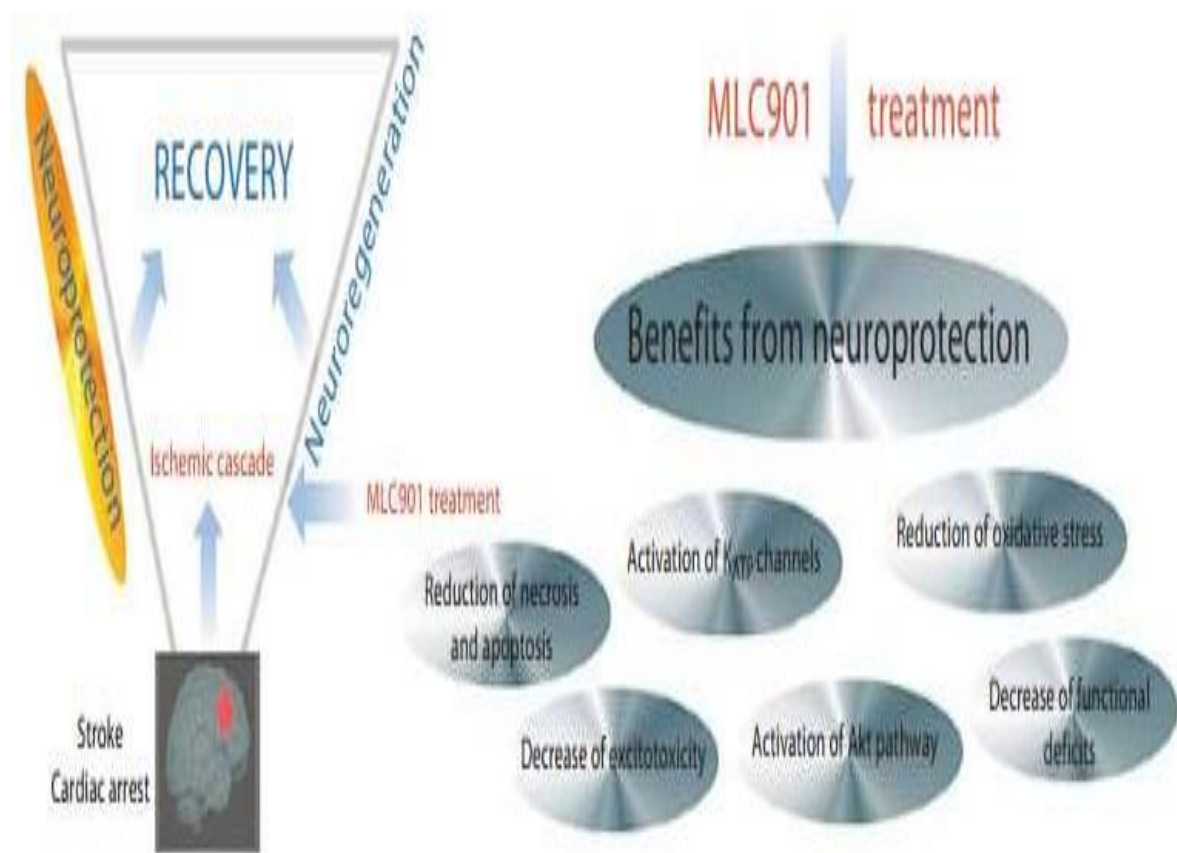 Neuroprotection
RECOVERY
Neuroregeneration
Ischemic cascade
MLC901 treatment
Stroke
Cardiac arrest
MLC901 treatment
Benefits from neuroprotection
Reduction of necrosis
and apoptosis
Activation of KATP channels
Reduction of oxidative stress
Decrease of excitotoxicity
Activation of Akt pathway
Decrease of functional
deficits